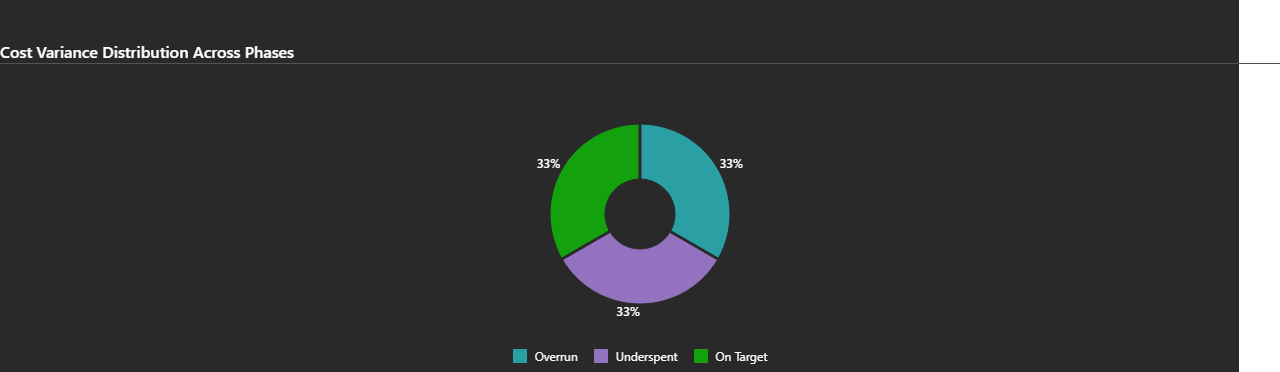 Cost Variance Distribution Across Phases
33%
33%
33%
Overrun
Underspent
On Target